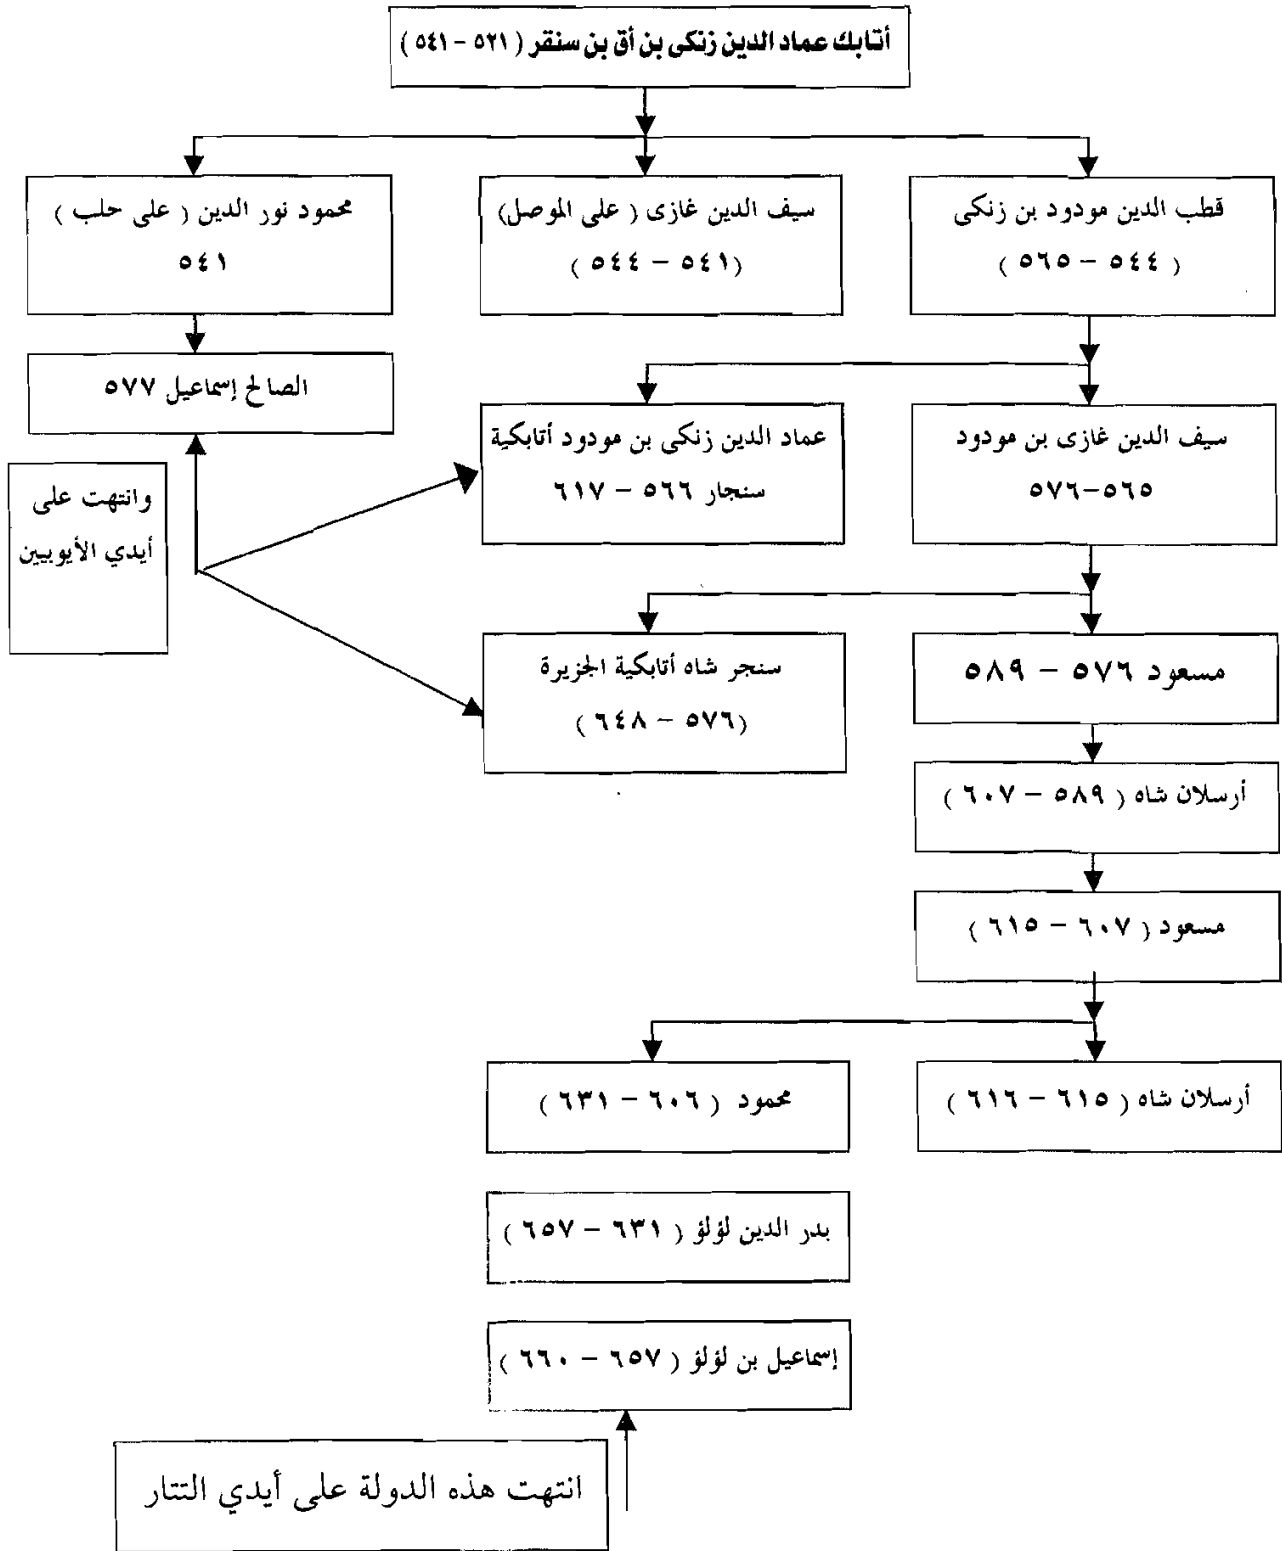 أتابك عماد الدين زنكى بن أق بن سنقر ( ٥٢١ – ٥٤١ )
قطب الدين مودود بن زنكى
( ٥٤٤ – ٥٦٥ )
سيف الدين غازى ( على الموصل)
(٥٤١ – ٥٤٤ )
محمود نور الدين ( على حلب )
٥٤١
الصالح إسماعيل ٥٧٧
سيف الدين غازى بن مودود
٥٦٥-٥٧٦
عماد الدين زنكى بن مودود أتابكية
سنجار ٥٦٦ – ٦١٧
وانتهت على
أيدي الأيوبيين
مسعود ٥٧٦ – ٥٨٩
سنجر شاه أتابكية الجزيرة
(٥٧٦ – ٦٤٨ )
أرسلان شاه ( ٥٨٩ – ٦٠٧ )
مسعود ( ٦٠٧ – ٦١٥ )
أرسلان شاه ( ٦١٥ – ٦١٦ )
محمود ( ٦٠٦ – ٦٣١ )
بدر الدين لؤلؤ ( ٦٣١ – ٦٥٧ )
إسماعيل بن لؤلؤ ( ٦٥٧ – ٦٦٠ )
انتهت هذه الدولة على أيدي التتار